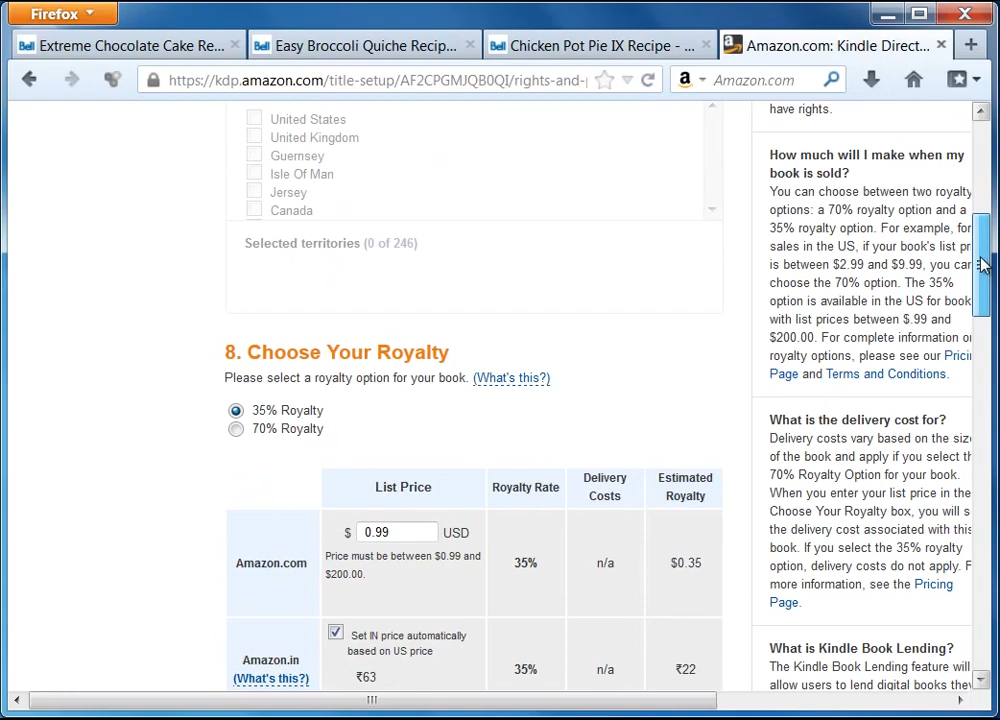 Firefox
Extreme Chocolate Cake Re...
Easy Broccoli Quiche Recip...
Chicken Pot Pie IX Recipe - ...
Amazon.com: Kindle Direct...
https://kdp.amazon.com/title-setup/AF2CPGMJQB0QI/rights-and-
Amazon.com
United States
United Kingdom
Guernsey
Isle Of Man
Jersey
Canada
Selected territories (0 of 246)
8. Choose Your Royalty
Please select a royalty option for your book. (What's this?)
35% Royalty
70% Royalty
List Price
Royalty Rate
Delivery
Costs
Estimated
Royalty
Amazon.com
$ 0.99 USD
Price must be between $0.99 and
$200.00.
35%
n/a
$0.35
Amazon.in
(What's this?)
Set IN price automatically
based on US price
₹63
35%
n/a
₹22
have rights.
How much will I make when my
book is sold?
You can choose between two royalty
options: a 70% royalty option and a
35% royalty option. For example, for
sales in the US, if your book's list pr
is between $2.99 and $9.99, you can
choose the 70% option. The 35%
option is available in the US for book
with list prices between $.99 and
$200.00. For complete information o
royalty options, please see our Prici
Page and Terms and Conditions.
What is the delivery cost for?
Delivery costs vary based on the size
of the book and apply if you select th
70% Royalty Option for your book.
When you enter your list price in the
Choose Your Royalty box, you will s
the delivery cost associated with this
book. If you select the 35% royalty
option, delivery costs do not apply. F
more information, see the Pricing
Page.
What is Kindle Book Lending?
The Kindle Book Lending feature will
allow users to lend digital books they